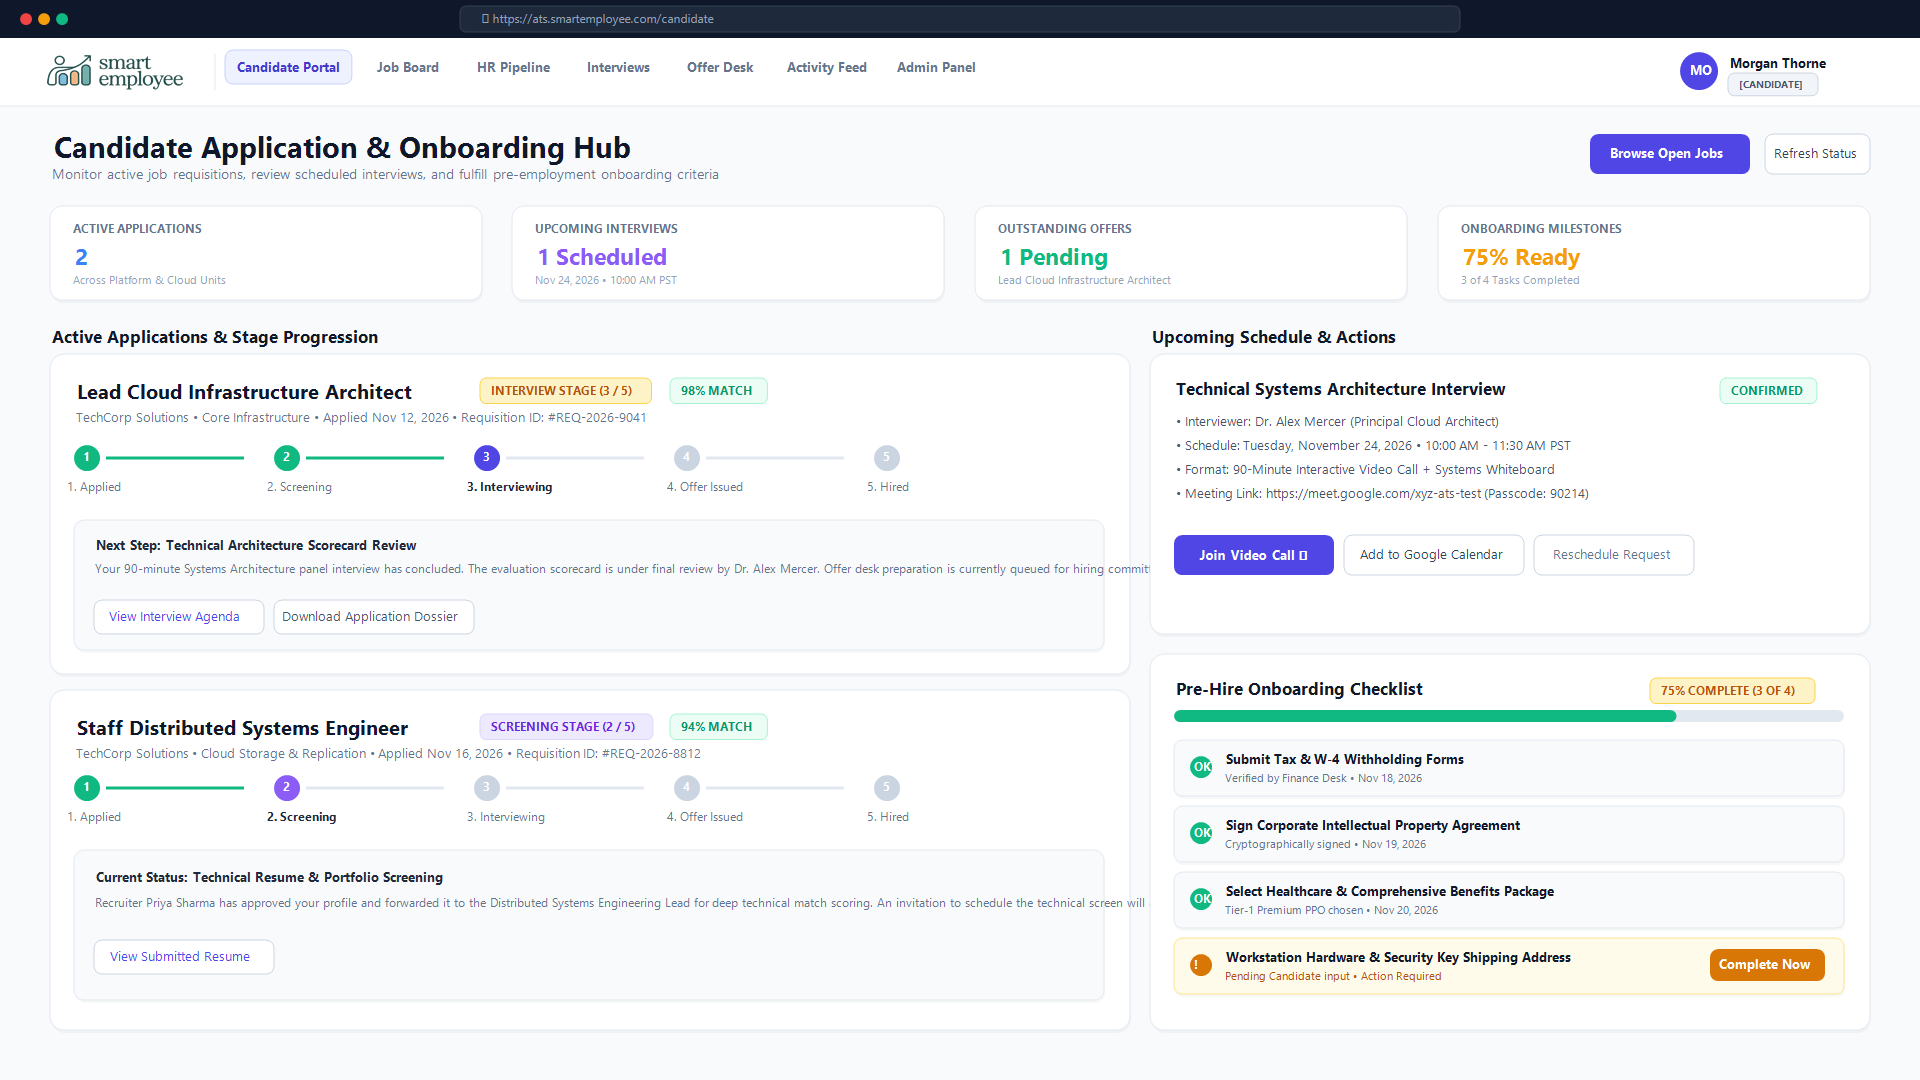 https://ats.smartemployee.com/candidate
smart
employee
Candidate Portal
Job Board
HR Pipeline
Interviews
Offer Desk
Activity Feed
Admin Panel
MO
Morgan Thorne
[CANDIDATE]
Candidate Application & Onboarding Hub
Monitor active job requisitions, review scheduled interviews, and fulfill pre-employment onboarding criteria
Browse Open Jobs
Refresh Status
ACTIVE APPLICATIONS
2
Across Platform & Cloud Units
UPCOMING INTERVIEWS
1 Scheduled
Nov 24, 2026 • 10:00 AM PST
OUTSTANDING OFFERS
1 Pending
Lead Cloud Infrastructure Architect
ONBOARDING MILESTONES
75% Ready
3 of 4 Tasks Completed
Active Applications & Stage Progression
Lead Cloud Infrastructure Architect
INTERVIEW STAGE (3 / 5)
98% MATCH
TechCorp Solutions • Core Infrastructure • Applied Nov 12, 2026 • Requisition ID: #REQ-2026-9041
1
2
3
4
5
1. Applied
2. Screening
3. Interviewing
4. Offer Issued
5. Hired
Next Step: Technical Architecture Scorecard Review
Your 90-minute Systems Architecture panel interview has concluded. The evaluation scorecard is under final review by Dr. Alex Mercer. Offer desk preparation is currently queued for hiring commit
View Interview Agenda
Download Application Dossier
Staff Distributed Systems Engineer
SCREENING STAGE (2 / 5)
94% MATCH
TechCorp Solutions • Cloud Storage & Replication • Applied Nov 16, 2026 • Requisition ID: #REQ-2026-8812
1
2
3
4
5
1. Applied
2. Screening
3. Interviewing
4. Offer Issued
5. Hired
Current Status: Technical Resume & Portfolio Screening
Recruiter Priya Sharma has approved your profile and forwarded it to the Distributed Systems Engineering Lead for deep technical match scoring. An invitation to schedule the technical screen will
View Submitted Resume
Upcoming Schedule & Actions
Technical Systems Architecture Interview
CONFIRMED
• Interviewer: Dr. Alex Mercer (Principal Cloud Architect)
• Schedule: Tuesday, November 24, 2026 • 10:00 AM - 11:30 AM PST
• Format: 90-Minute Interactive Video Call + Systems Whiteboard
• Meeting Link: https://meet.google.com/xyz-ats-test (Passcode: 90214)
Join Video Call
Add to Google Calendar
Reschedule Request
Pre-Hire Onboarding Checklist
75% COMPLETE (3 OF 4)
OK
Submit Tax & W-4 Withholding Forms
Verified by Finance Desk • Nov 18, 2026
OK
Sign Corporate Intellectual Property Agreement
Cryptographically signed • Nov 19, 2026
OK
Select Healthcare & Comprehensive Benefits Package
Tier-1 Premium PPO chosen • Nov 20, 2026
!
Workstation Hardware & Security Key Shipping Address
Pending Candidate input • Action Required
Complete Now